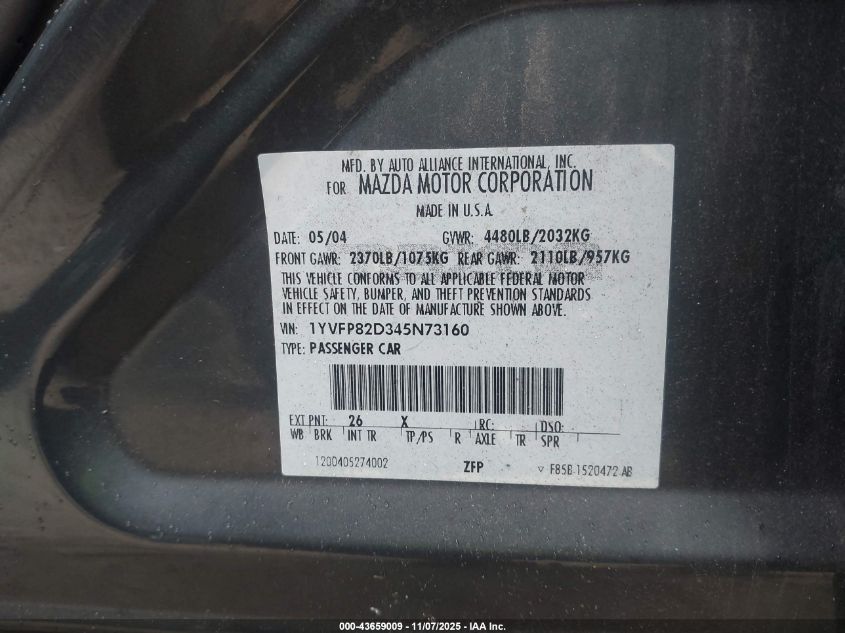 MFD. BY AUTO ALLIANCE INTERNATIONAL, INC.
FOR MAZDA MOTOR CORPORATION
MADE IN U.S.A.
DATE: 05/04 GVWR: 4480LB/2032KG
FRONT GAWR: 2370LB/1075KG REAR GAWR: 2110LB/957KG
THIS VEHICLE CONFORMS TO ALL APPLICABLE FEDERAL MOTOR
VEHICLE SAFETY, BUMPER, AND THEFT PREVENTION STANDARDS
IN EFFECT ON THE DATE OF MANUFACTURE SHOWN ABOVE.
VIN: 1YVFP82D345N73160
TYPE: PASSENGER CAR
EXT PNT: 26 X RC: DSO:
WB BRK INT TR TP/PS R AXLE TR SPR
1200405274002 ZFP F85B-1520472-AB
000-43659009 - 11/07/2025 - IAA Inc.